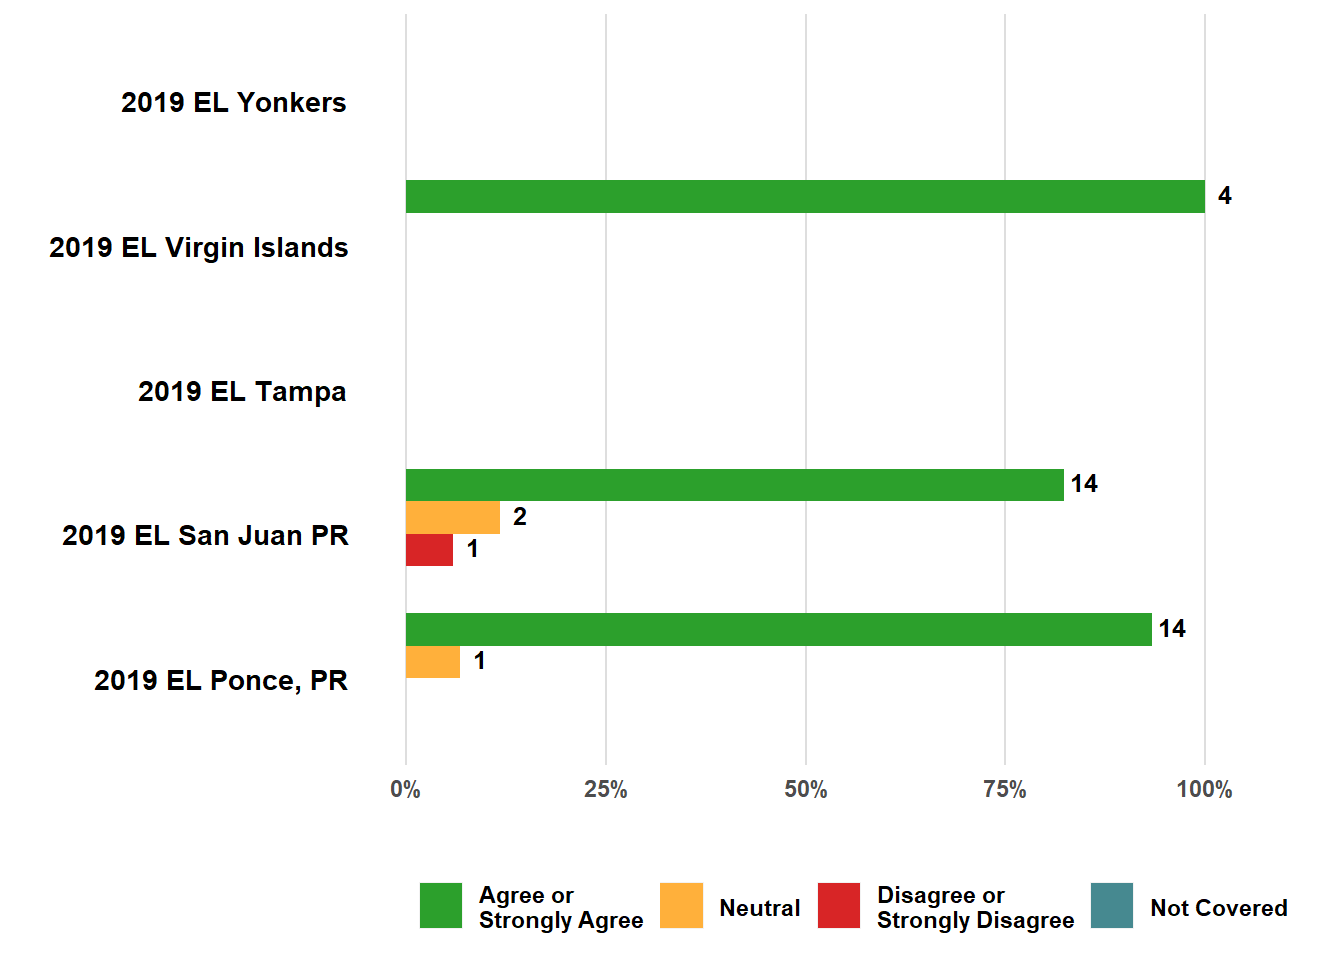 2019 EL Yonkers
4
2019 EL Virgin Islands
2019 EL Tampa
14
2
2019 EL San Juan PR
1
14
1
2019 EL Ponce, PR
0% 25% 50% 75% 100%
Agree or
Strongly Agree
Neutral
Disagree or
Strongly Disagree
Not Covered